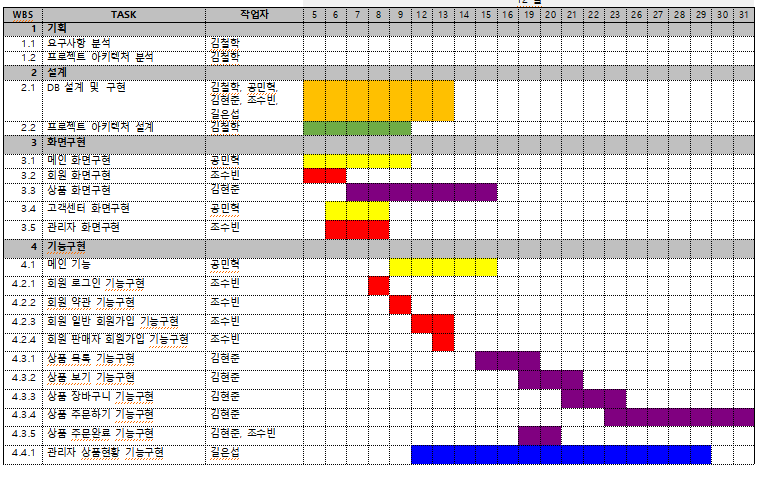 12 월
WBS TASK 작업자 5 6 7 8 9 12 13 14 15 16 19 20 21 22 23 26 27 28 29 30 31
1 기획
1.1 요구사항 분석 김철학
1.2 프로젝트 아키텍처 분석 김철학
2 설계
2.1 DB 설계 및 구현 김철학, 공민혁,
김현준, 조수빈,
길은섭
2.2 프로젝트 아키텍처 설계 김철학
3 화면구현
3.1 메인 화면구현 공민혁
3.2 회원 화면구현 조수빈
3.3 상품 화면구현 김현준
3.4 고객센터 화면구현 공민혁
3.5 관리자 화면구현 조수빈
4 기능구현
4.1 메인 기능 공민혁
4.2.1 회원 로그인 기능구현 조수빈
4.2.2 회원 약관 기능구현 조수빈
4.2.3 회원 일반 회원가입 기능구현 조수빈
4.2.4 회원 판매자 회원가입 기능구현 조수빈
4.3.1 상품 목록 기능구현 김현준
4.3.2 상품 보기 기능구현 김현준
4.3.3 상품 장바구니 기능구현 김현준
4.3.4 상품 주문하기 기능구현 김현준
4.3.5 상품 주문완료 기능구현 김현준, 조수빈
4.4.1 관리자 상품현황 기능구현 길은섭